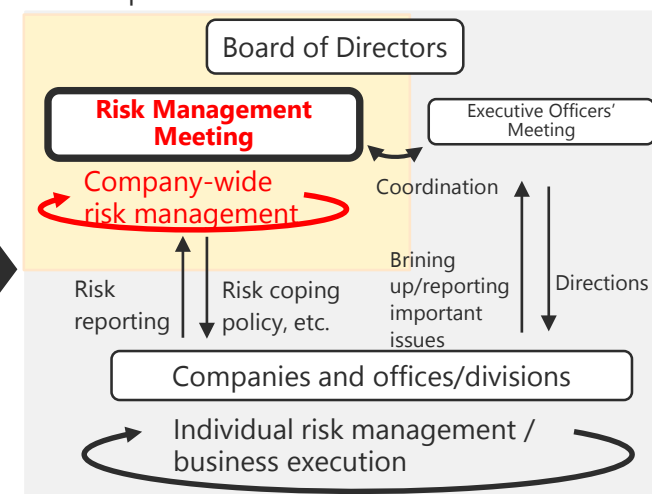 Board of Directors
Risk Management
Meeting
Executive Officers'
Meeting
Company-wide
risk management
Coordination
Risk
reporting
Risk coping
policy, etc.
Brining
up/reporting
important
issues
Directions
Companies and offices/divisions
Individual risk management /
business execution